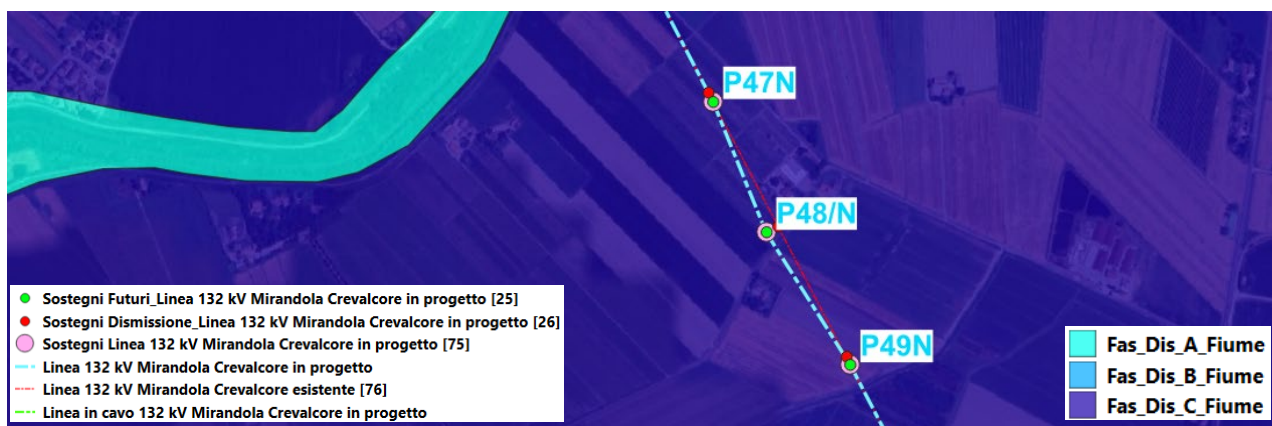 P47N
P48/N
P49N
Sostegni Futuri_Linea 132 kV Mirandola Crevalcore in progetto [25]
Sostegni Dismissione_Linea 132 kV Mirandola Crevalcore in progetto [26]
Sostegni Linea 132 kV Mirandola Crevalcore in progetto [75]
Linea 132 kV Mirandola Crevalcore in progetto
Linea 132 kV Mirandola Crevalcore esistente [76]
Linea in cavo 132 kV Mirandola Crevalcore in progetto
Fas_Dis_A_Fiume
Fas_Dis_B_Fiume
Fas_Dis_C_Fiume